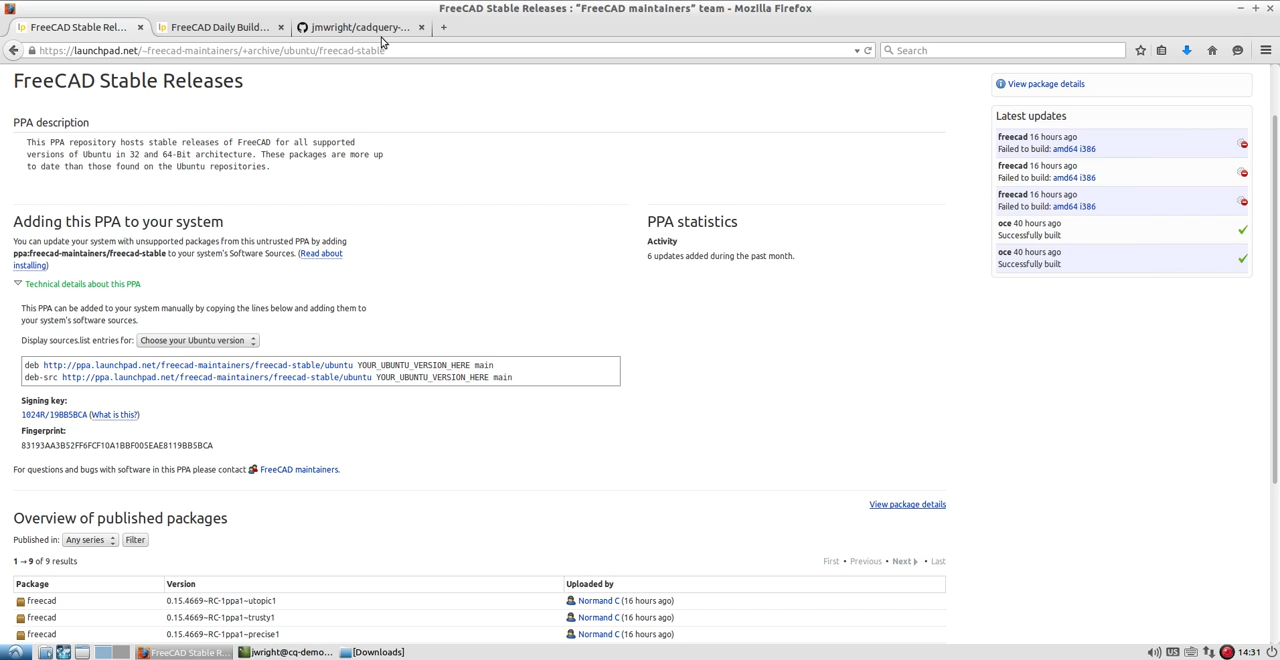 FreeCAD Stable Releases : “FreeCAD maintainers” team - Mozilla Firefox
FreeCAD Stable Rel...
FreeCAD Daily Build...
jmwright/cadquery-...
https://launchpad.net/~freecad-maintainers/+archive/ubuntu/freecad-stable
Search
FreeCAD Stable Releases
PPA description
This PPA repository hosts stable releases of FreeCAD for all supported
versions of Ubuntu in 32 and 64-Bit architecture. These packages are more up
to date than those found on the Ubuntu repositories.
Adding this PPA to your system
You can update your system with unsupported packages from this untrusted PPA by adding
ppa:freecad-maintainers/freecad-stable to your system's Software Sources. (Read about
installing)
Technical details about this PPA
This PPA can be added to your system manually by copying the lines below and adding them to
your system's software sources.
Display sources.list entries for: Choose your Ubuntu version
deb http://ppa.launchpad.net/freecad-maintainers/freecad-stable/ubuntu YOUR_UBUNTU_VERSION_HERE main
deb-src http://ppa.launchpad.net/freecad-maintainers/freecad-stable/ubuntu YOUR_UBUNTU_VERSION_HERE main
Signing key:
1024R/19BB5BCA (What is this?)
Fingerprint:
83193AA3B52FF6FCF10A1BBF005EAE8119BB5BCA
For questions and bugs with software in this PPA please contact FreeCAD maintainers.
PPA statistics
Activity
6 updates added during the past month.
View package details
Latest updates
freecad 16 hours ago
Failed to build: amd64 i386
freecad 16 hours ago
Failed to build: amd64 i386
freecad 16 hours ago
Failed to build: amd64 i386
oce 40 hours ago
Successfully built
oce 40 hours ago
Successfully built
View package details
Overview of published packages
Published in: Any series Filter
1 → 9 of 9 results
First • Previous • Next • Last
Package Version Uploaded by
freecad 0.15.4669~RC-1ppa1~utopic1 Normand C (16 hours ago)
freecad 0.15.4669~RC-1ppa1~trusty1 Normand C (16 hours ago)
freecad 0.15.4669~RC-1ppa1~precise1 Normand C (16 hours ago)
FreeCAD Stable R...
jwright@cq-demo...
[Downloads]
US
14:31